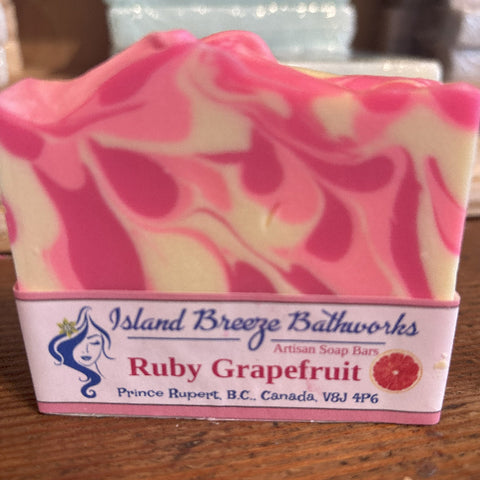 Island Breeze Bathworks
Artisan Soap Bars
Ruby Grapefruit
Prince Rupert, B.C., Canada, V8J 4P6